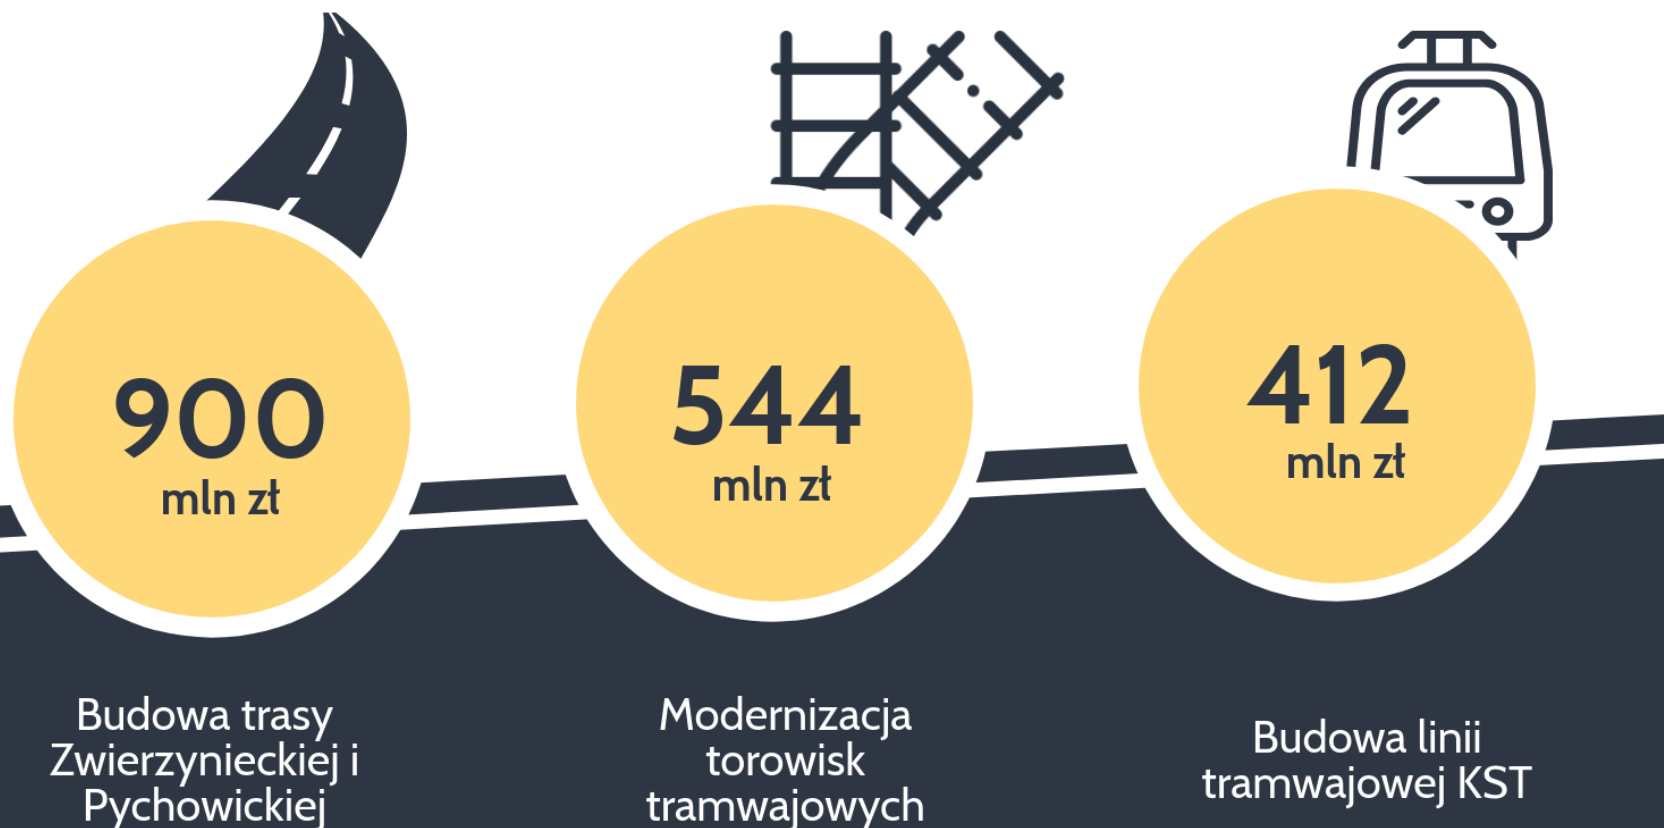 900
mln zł
Budowa trasy
Zwierzynieckiej i
Pychowickiej
544
mln zł
Modernizacja
torowisk
tramwajowych
412
mln zł
Budowa linii
tramwajowej KST